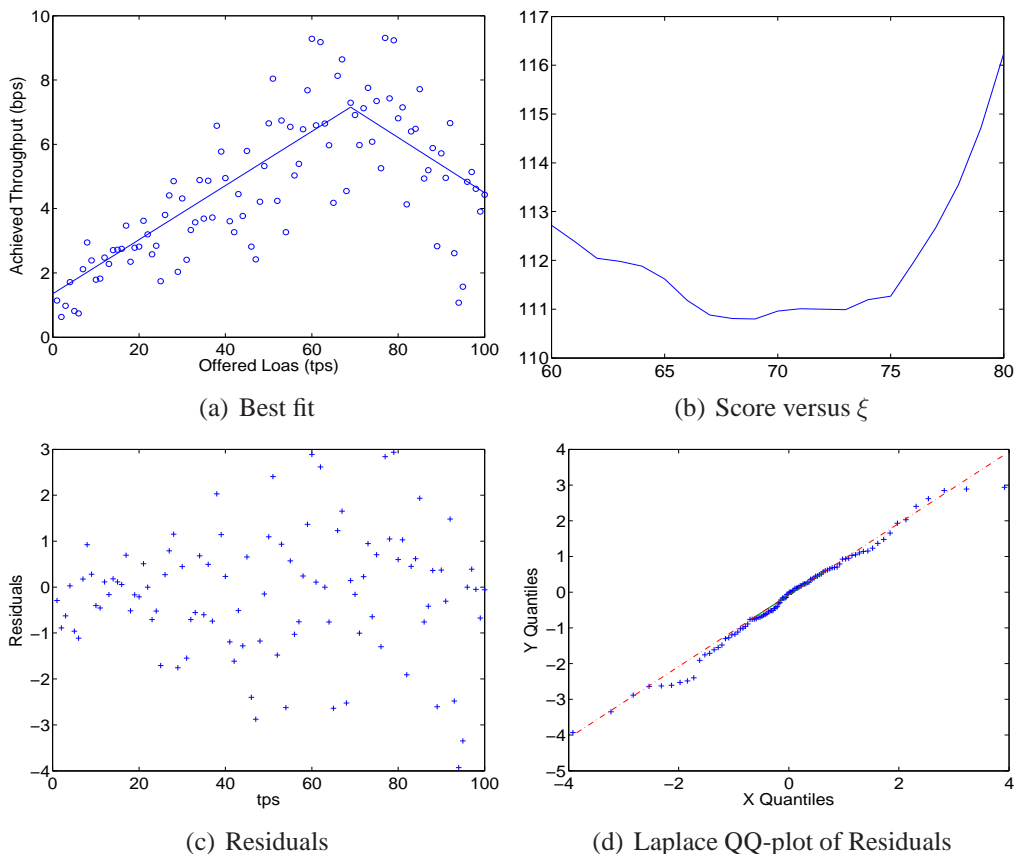 10
8
6
4
2
0
Achieved Throughput (bps)
0 20 40 60 80 100
Offered Loas (tps)
(a) Best fit
117
116
115
114
113
112
111
110
60 65 70 75 80
(b) Score versus ξ
3
2
1
0
−1
−2
−3
−4
Residuals
0 20 40 60 80 100
tps
(c) Residuals
4
3
2
1
0
−1
−2
−3
−4
−5
Y Quantiles
−4 −2 0 2 4
X Quantiles
(d) Laplace QQ-plot of Residuals